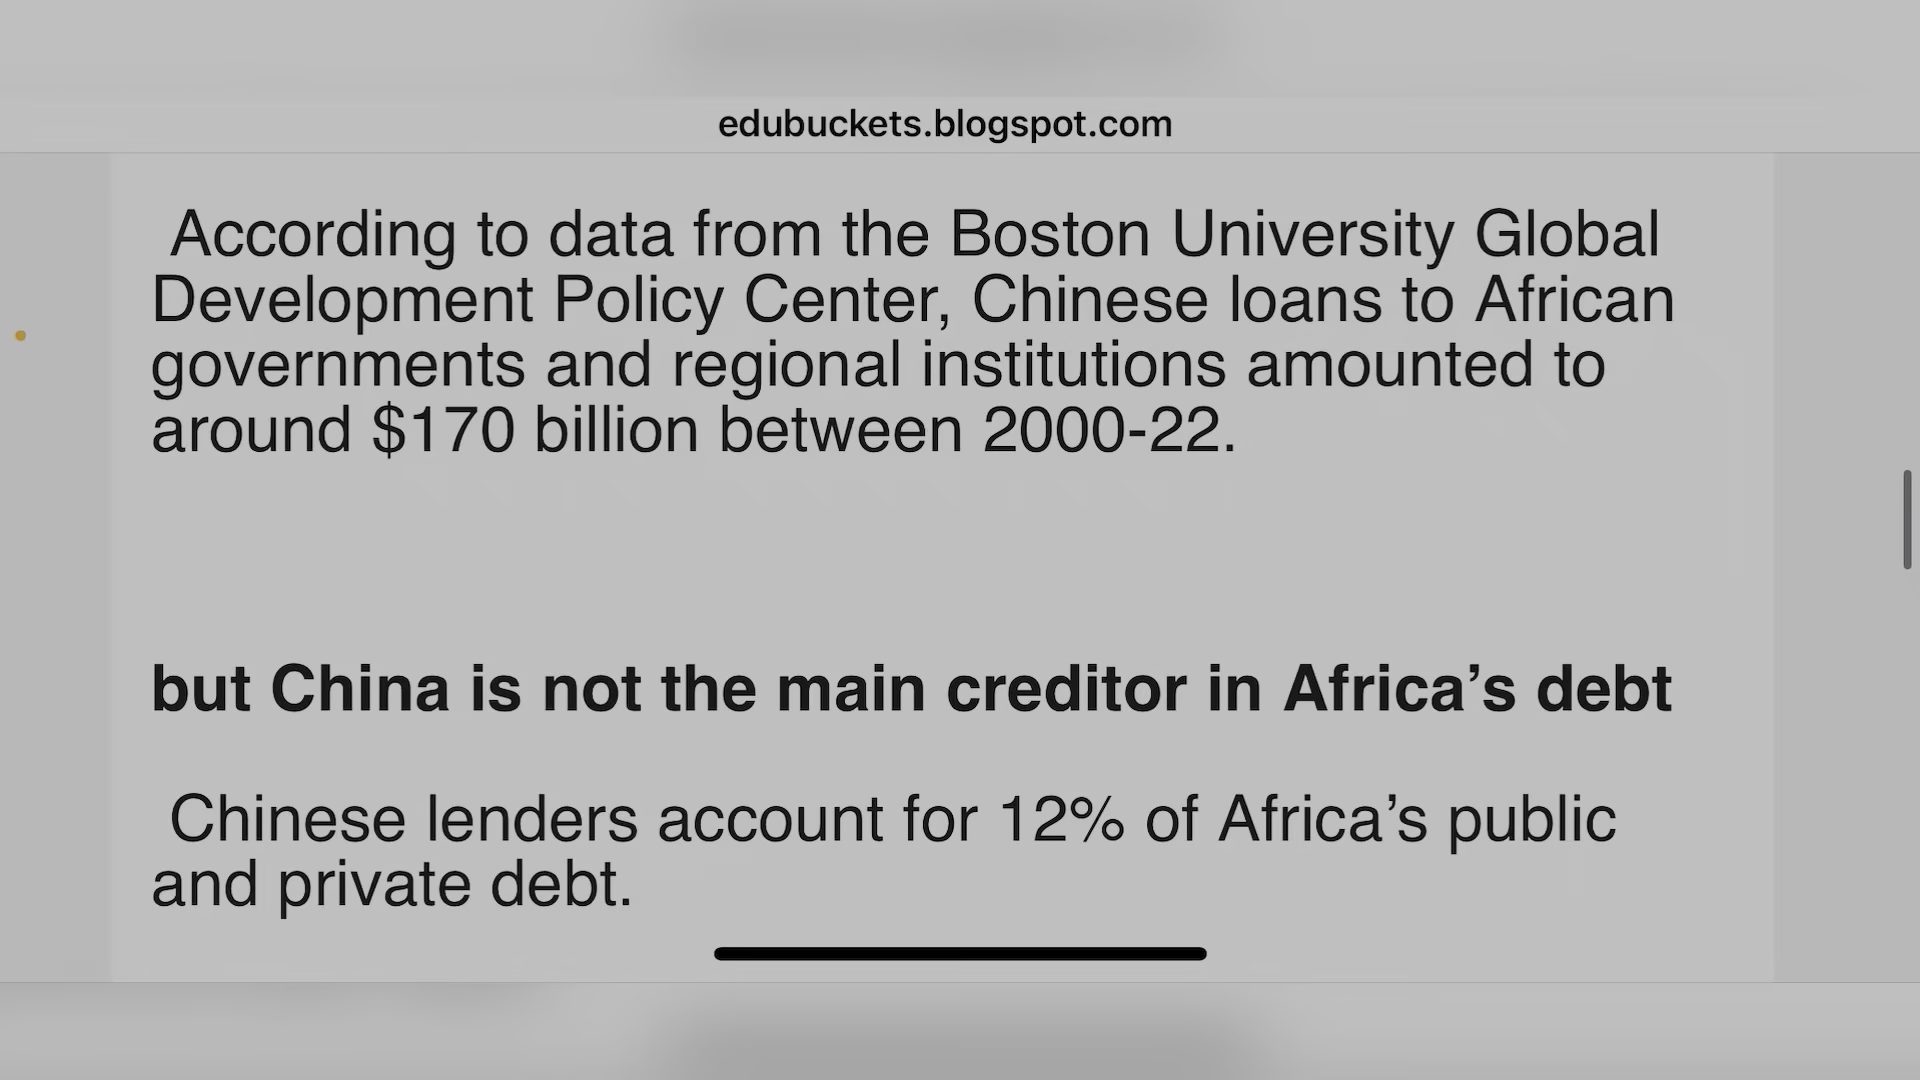 edubuckets.blogspot.com
According to data from the Boston University Global
Development Policy Center, Chinese loans to African
governments and regional institutions amounted to
around $170 billion between 2000-22.
but China is not the main creditor in Africa’s debt
Chinese lenders account for 12% of Africa’s public
and private debt.